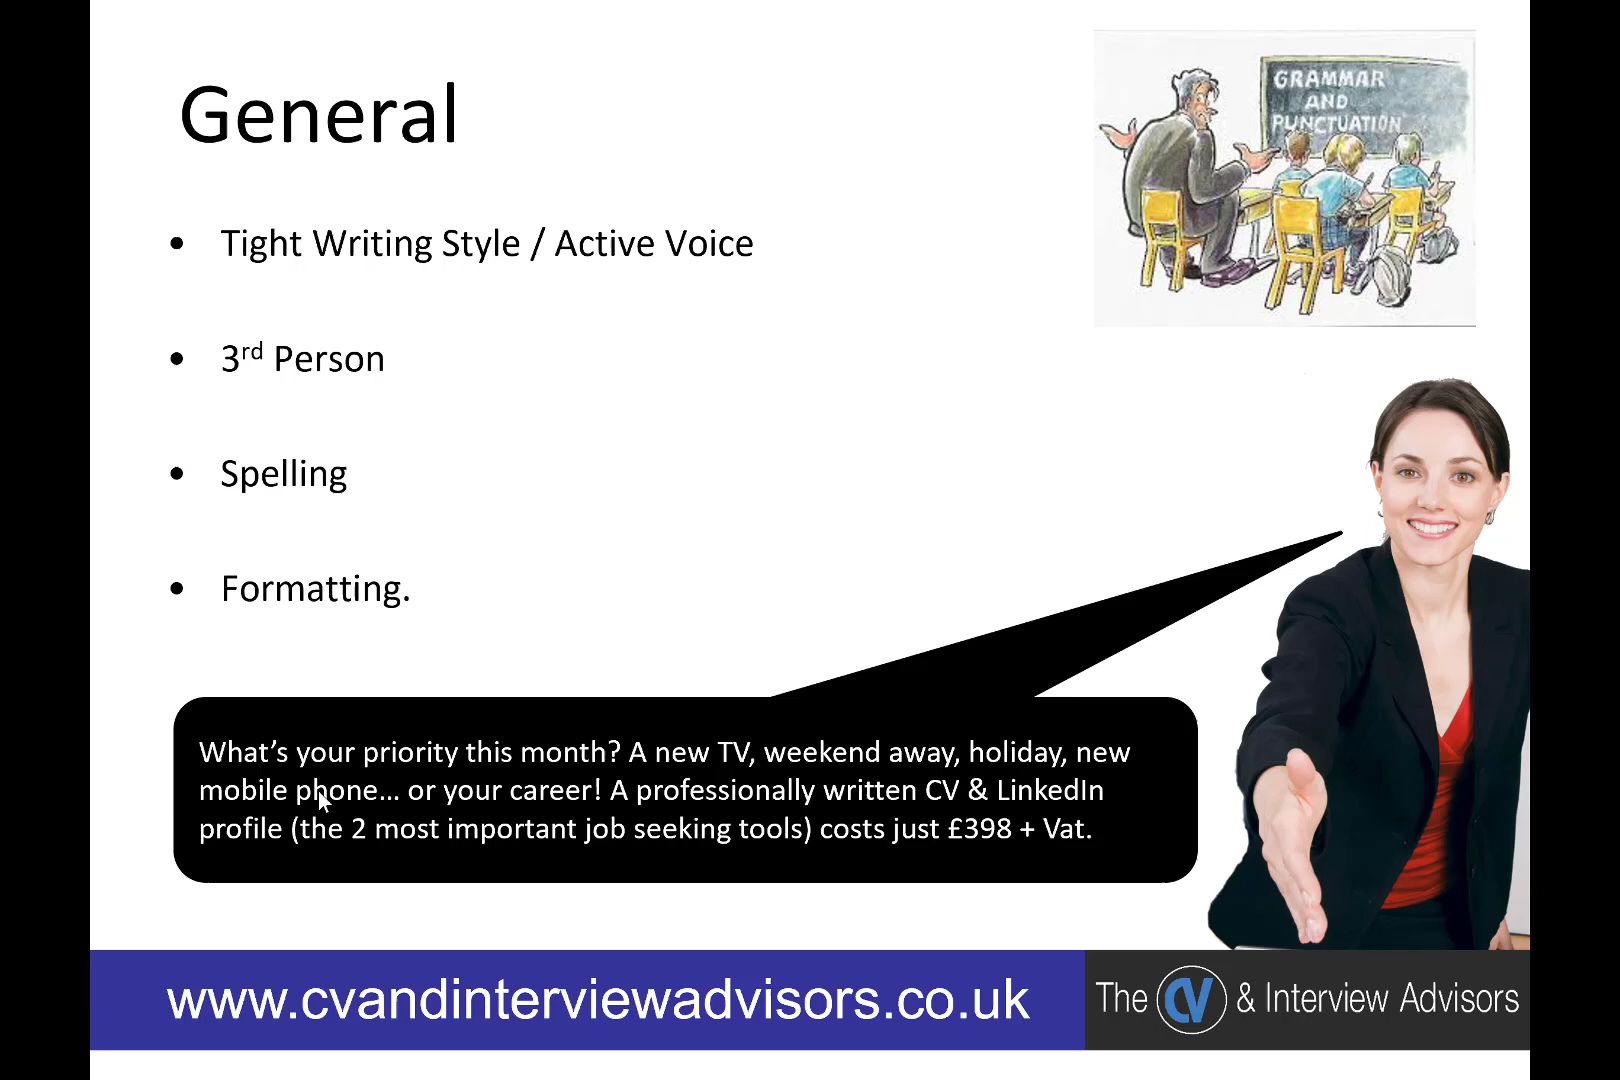 General
GRAMMAR
AND
PUNCTUATION
• Tight Writing Style / Active Voice
• 3rd Person
• Spelling
• Formatting.
What’s your priority this month? A new TV, weekend away, holiday, new
mobile phone… or your career! A professionally written CV & LinkedIn
profile (the 2 most important job seeking tools) costs just £398 + Vat.
www.cvandinterviewadvisors.co.uk
The CV & Interview Advisors